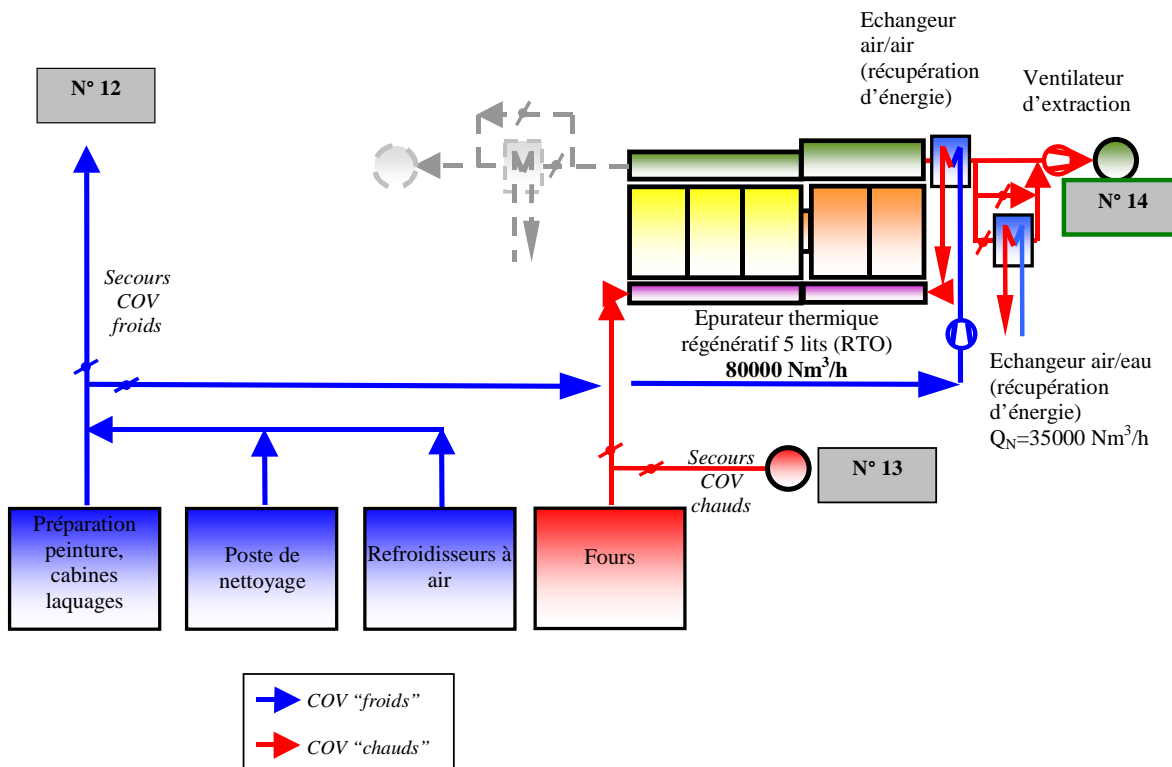 Echangeur
air/air
(récupération
d’énergie)
Ventilateur
d’extraction
N° 12
N° 14
Secours
COV
froids
Epurateur thermique
régénératif 5 lits (RTO)
80000 Nm³/h
Echangeur air/eau
(récupération
d’énergie)
Q_N=35000 Nm³/h
Secours
COV
chauds
N° 13
Préparation
peinture,
cabines
laquages
Poste de
nettoyage
Refroidisseurs à
air
Fours
COV “froids”
COV “chauds”